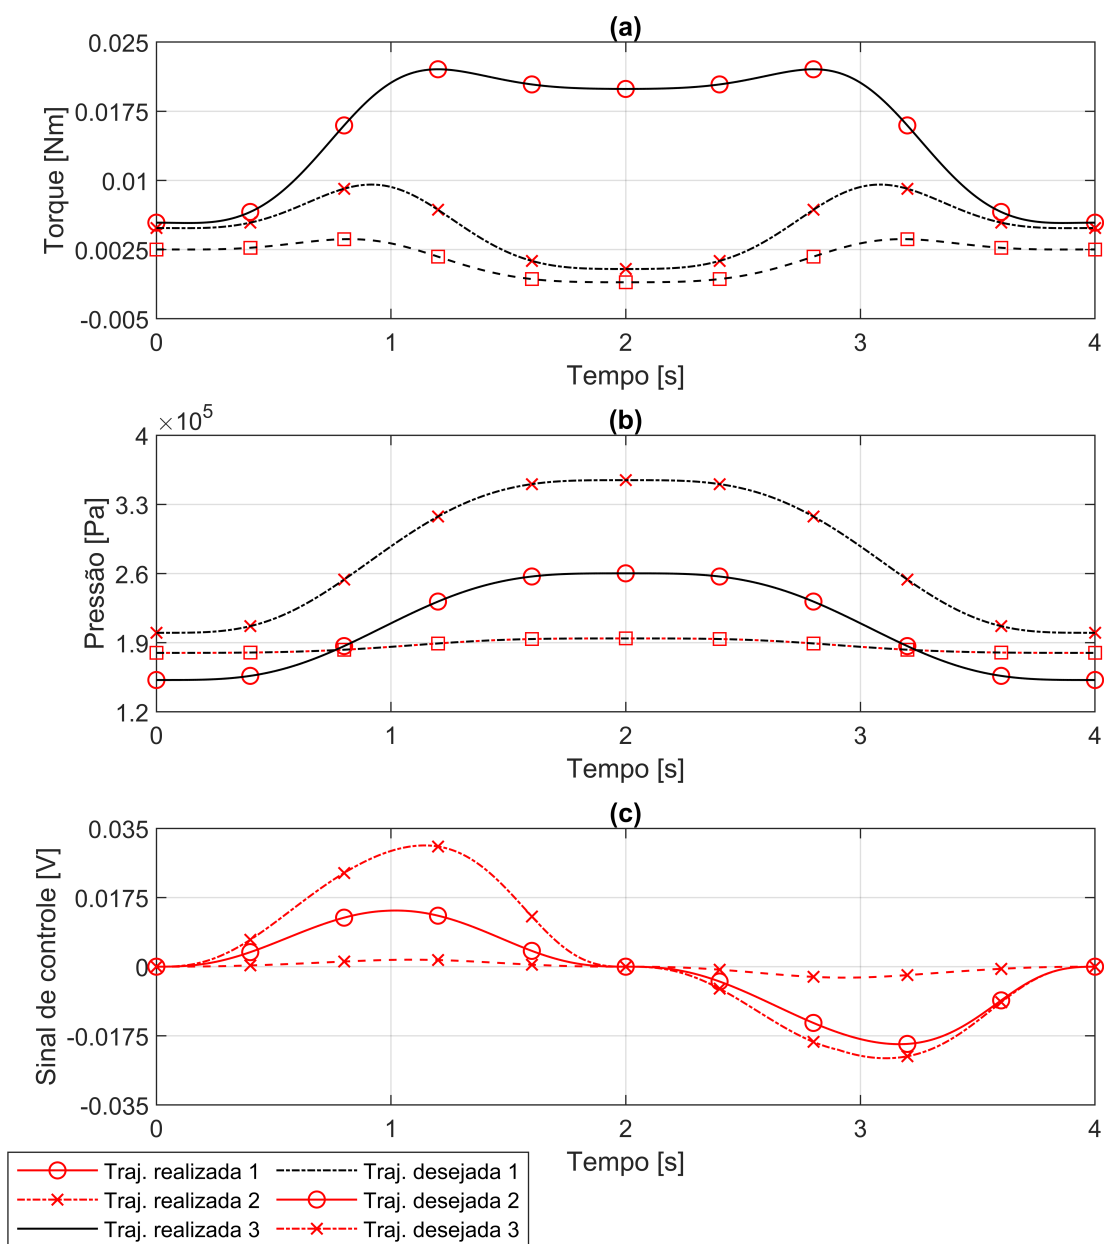 (a)
0.025
0.0175
0.01
0.0025
-0.005
Torque [Nm]
0 1 2 3 4
Tempo [s]
(b)
×10^5
4
3.3
2.6
1.9
1.2
Pressão [Pa]
0 1 2 3 4
Tempo [s]
(c)
0.035
0.0175
0
-0.0175
-0.035
Sinal de controle [V]
0 1 2 3 4
Tempo [s]
Traj. realizada 1 Traj. desejada 1
Traj. realizada 2 Traj. desejada 2
Traj. realizada 3 Traj. desejada 3